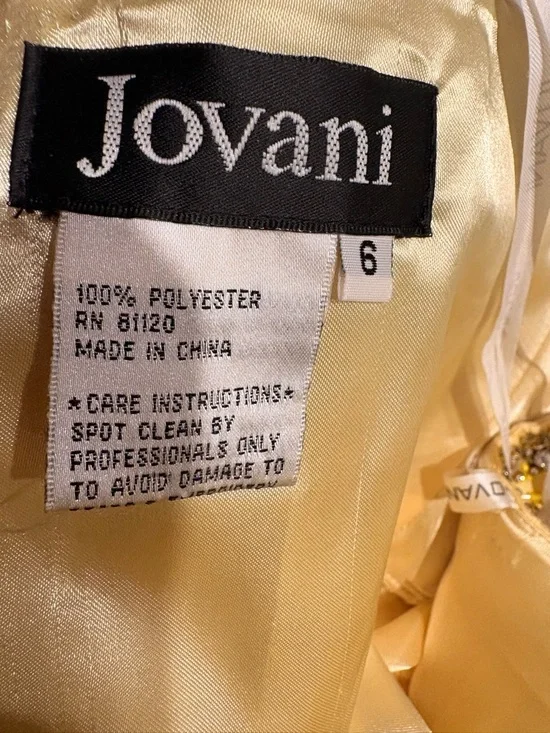 Jovani
6
100% POLYESTER
RN 81120
MADE IN CHINA
*CARE INSTRUCTIONS*
SPOT CLEAN BY
PROFESSIONALS ONLY
TO AVOID DAMAGE TO
OVANI